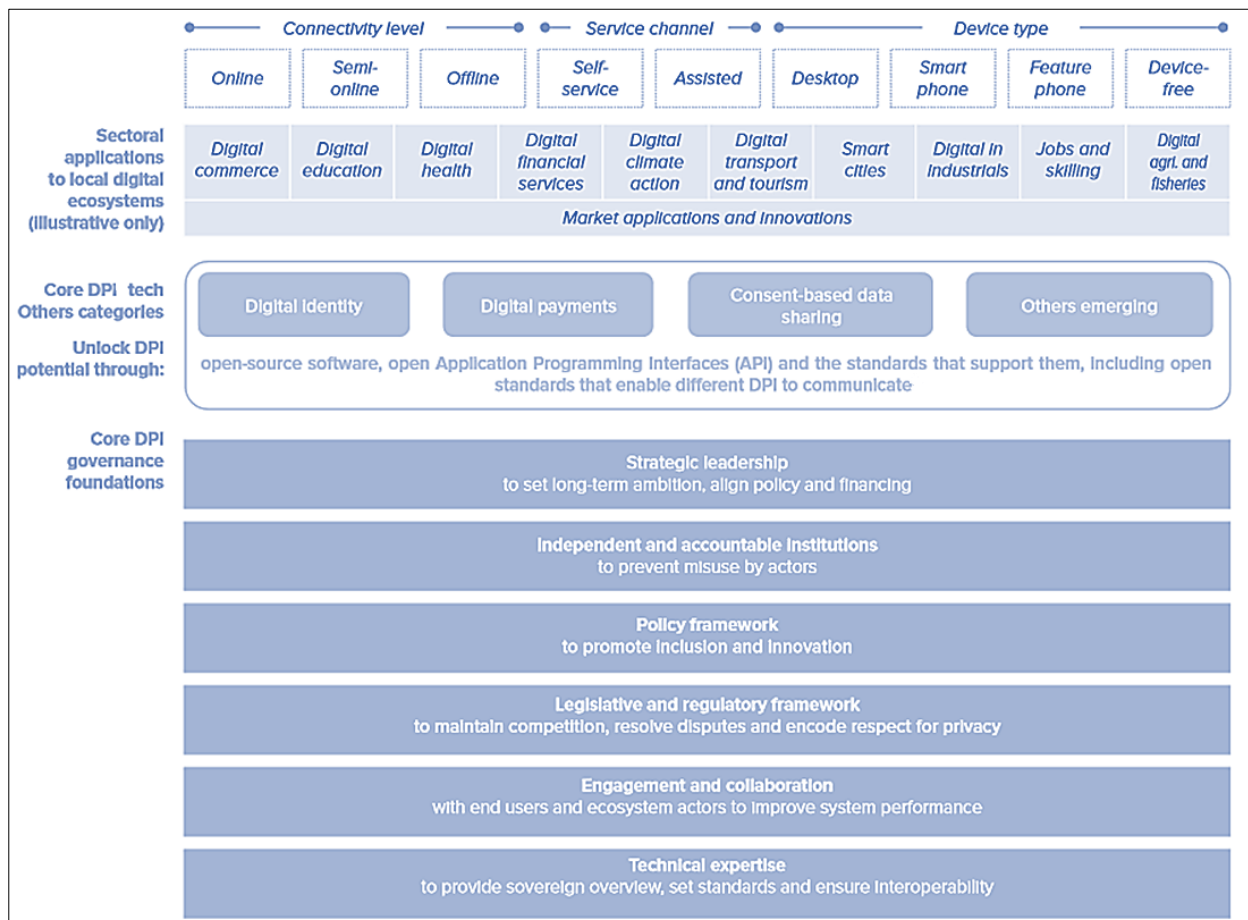 Connectivity level
Service channel
Device type
Online
Semi-
online
Offline
Self-
service
Assisted
Desktop
Smart
phone
Feature
phone
Device-
free
Sectoral
applications
to local digital
ecosystems
(illustrative only)
Digital
commerce
Digital
education
Digital
health
Digital
financial
services
Digital
climate
action
Digital
transport
and tourism
Smart
cities
Digital in
industrials
Jobs and
skilling
Digital
agri. and
fisheries
Market applications and innovations
Core DPI tech
Others categories
Digital identity
Digital payments
Consent-based data
sharing
Others emerging
Unlock DPI
potential through:
open-source software, open Application Programming Interfaces (API) and the standards that support them, including open
standards that enable different DPI to communicate
Core DPI
governance
foundations
Strategic leadership
to set long-term ambition, align policy and financing
Independent and accountable institutions
to prevent misuse by actors
Policy framework
to promote inclusion and innovation
Legislative and regulatory framework
to maintain competition, resolve disputes and encode respect for privacy
Engagement and collaboration
with end users and ecosystem actors to improve system performance
Technical expertise
to provide sovereign overview, set standards and ensure interoperability